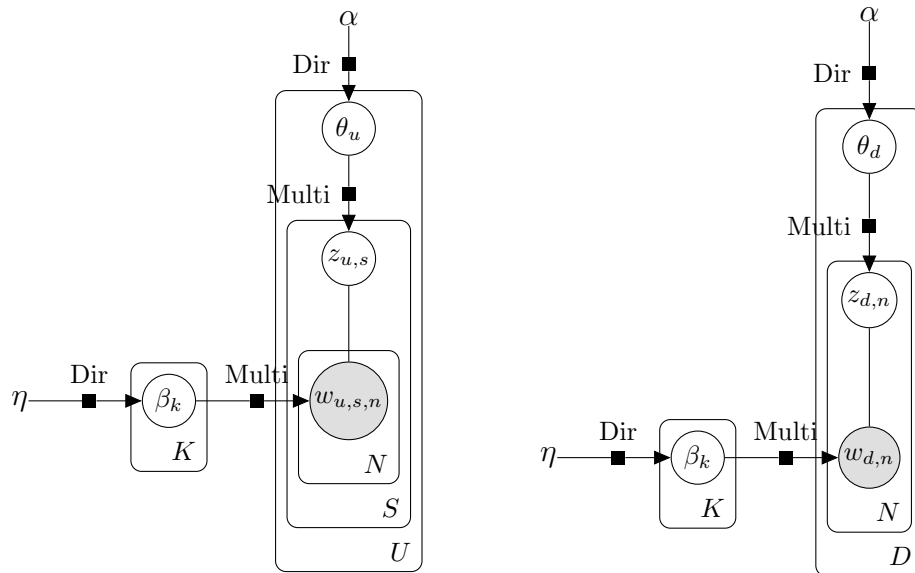 α
Dir
θ_u
Multi
z_{u,s}
η
Dir
β_k
Multi
w_{u,s,n}
K
N
S
U
α
Dir
θ_d
Multi
z_{d,n}
η
Dir
β_k
Multi
w_{d,n}
K
N
D